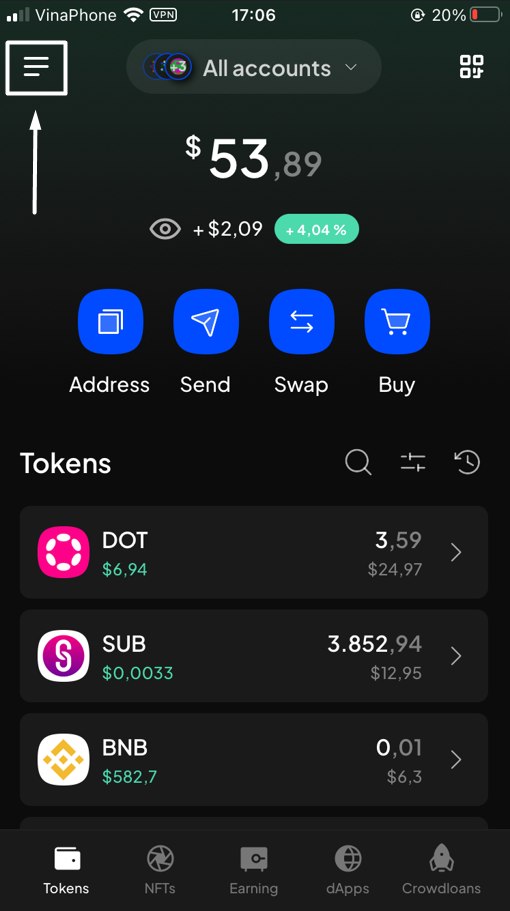 VinaPhone VPN 17:06 20%
+3 All accounts
$53,89
+$2,09 +4,04 %
Address Send Swap Buy
Tokens
DOT 3,59
$6,94 $24,97
SUB 3.852,94
$0,0033 $12,95
BNB 0,01
$582,7 $6,3
Tokens NFTs Earning dApps Crowdloans